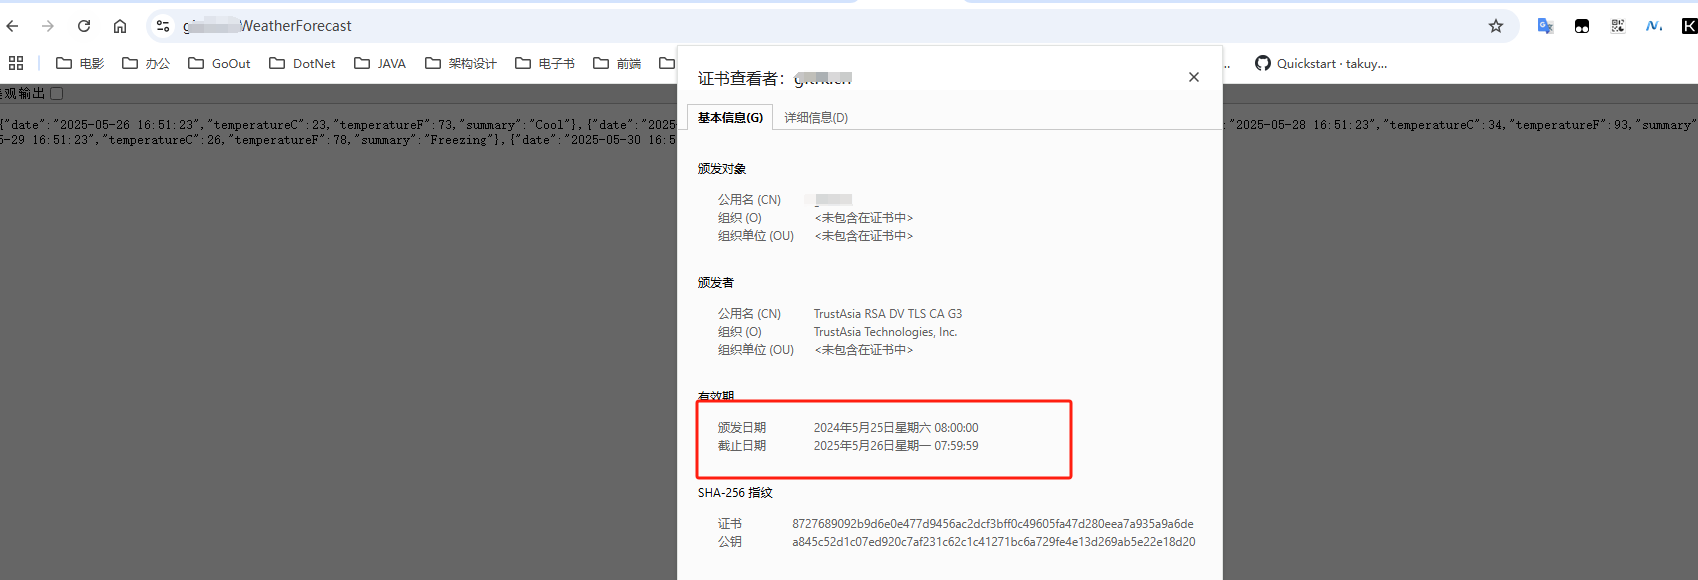 WeatherForecast
电影 办公 GoOut DotNet JAVA 架构设计 电子书 前端 .. Quickstart · takuy...
观输出
{"date":"2025-05-26 16:51:23","temperatureC":23,"temperatureF":73,"summary":"Cool"},{"date":"2025- "2025-05-28 16:51:23","temperatureC":34,"temperatureF":93,"summary"
5-29 16:51:23","temperatureC":26,"temperatureF":78,"summary":"Freezing"},{"date":"2025-05-30 16:5
证书查看者：
基本信息(G) 详细信息(D)
颁发对象
公用名 (CN)
组织 (O) <未包含在证书中>
组织单位 (OU) <未包含在证书中>
颁发者
公用名 (CN) TrustAsia RSA DV TLS CA G3
组织 (O) TrustAsia Technologies, Inc.
组织单位 (OU) <未包含在证书中>
有效期
颁发日期 2024年5月25日星期六 08:00:00
截止日期 2025年5月26日星期一 07:59:59
SHA-256 指纹
证书 8727689092b9d6e0e477d9456ac2dcf3bff0c49605fa47d280eea7a935a9a6de
公钥 a845c52d1c07ed920c7af231c62c1c41271bc6a729fe4e13d269ab5e22e18d20